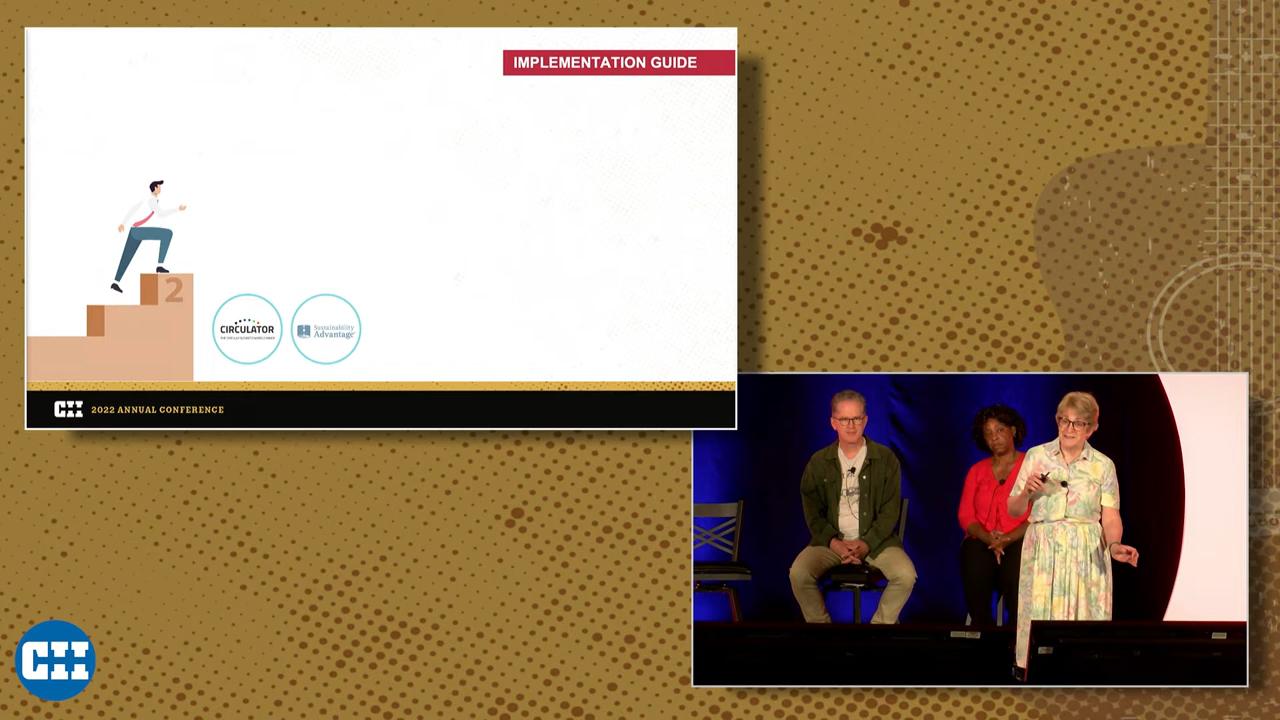 IMPLEMENTATION GUIDE
2
CIRCULATOR
Sustainability
Advantage
CII 2022 ANNUAL CONFERENCE
CII